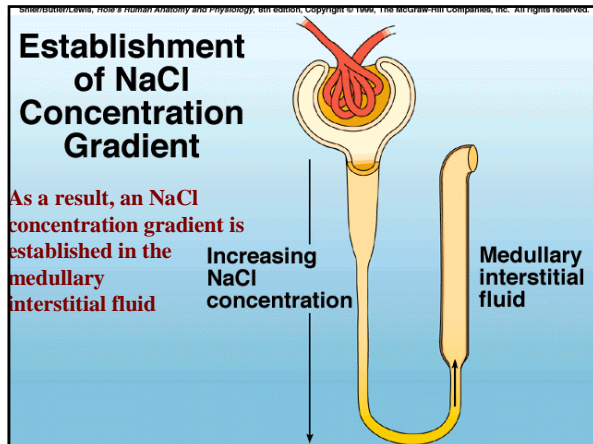 Shier/Butler/Lewis, Hole's Human Anatomy and Physiology, 8th edition, Copyright © 1999, The McGraw-Hill Companies, Inc. All rights reserved.
Establishment
of NaCl
Concentration
Gradient
As a result, an NaCl
concentration gradient is
established in the
medullary
interstitial fluid
Increasing
NaCl
concentration
Medullary
interstitial
fluid